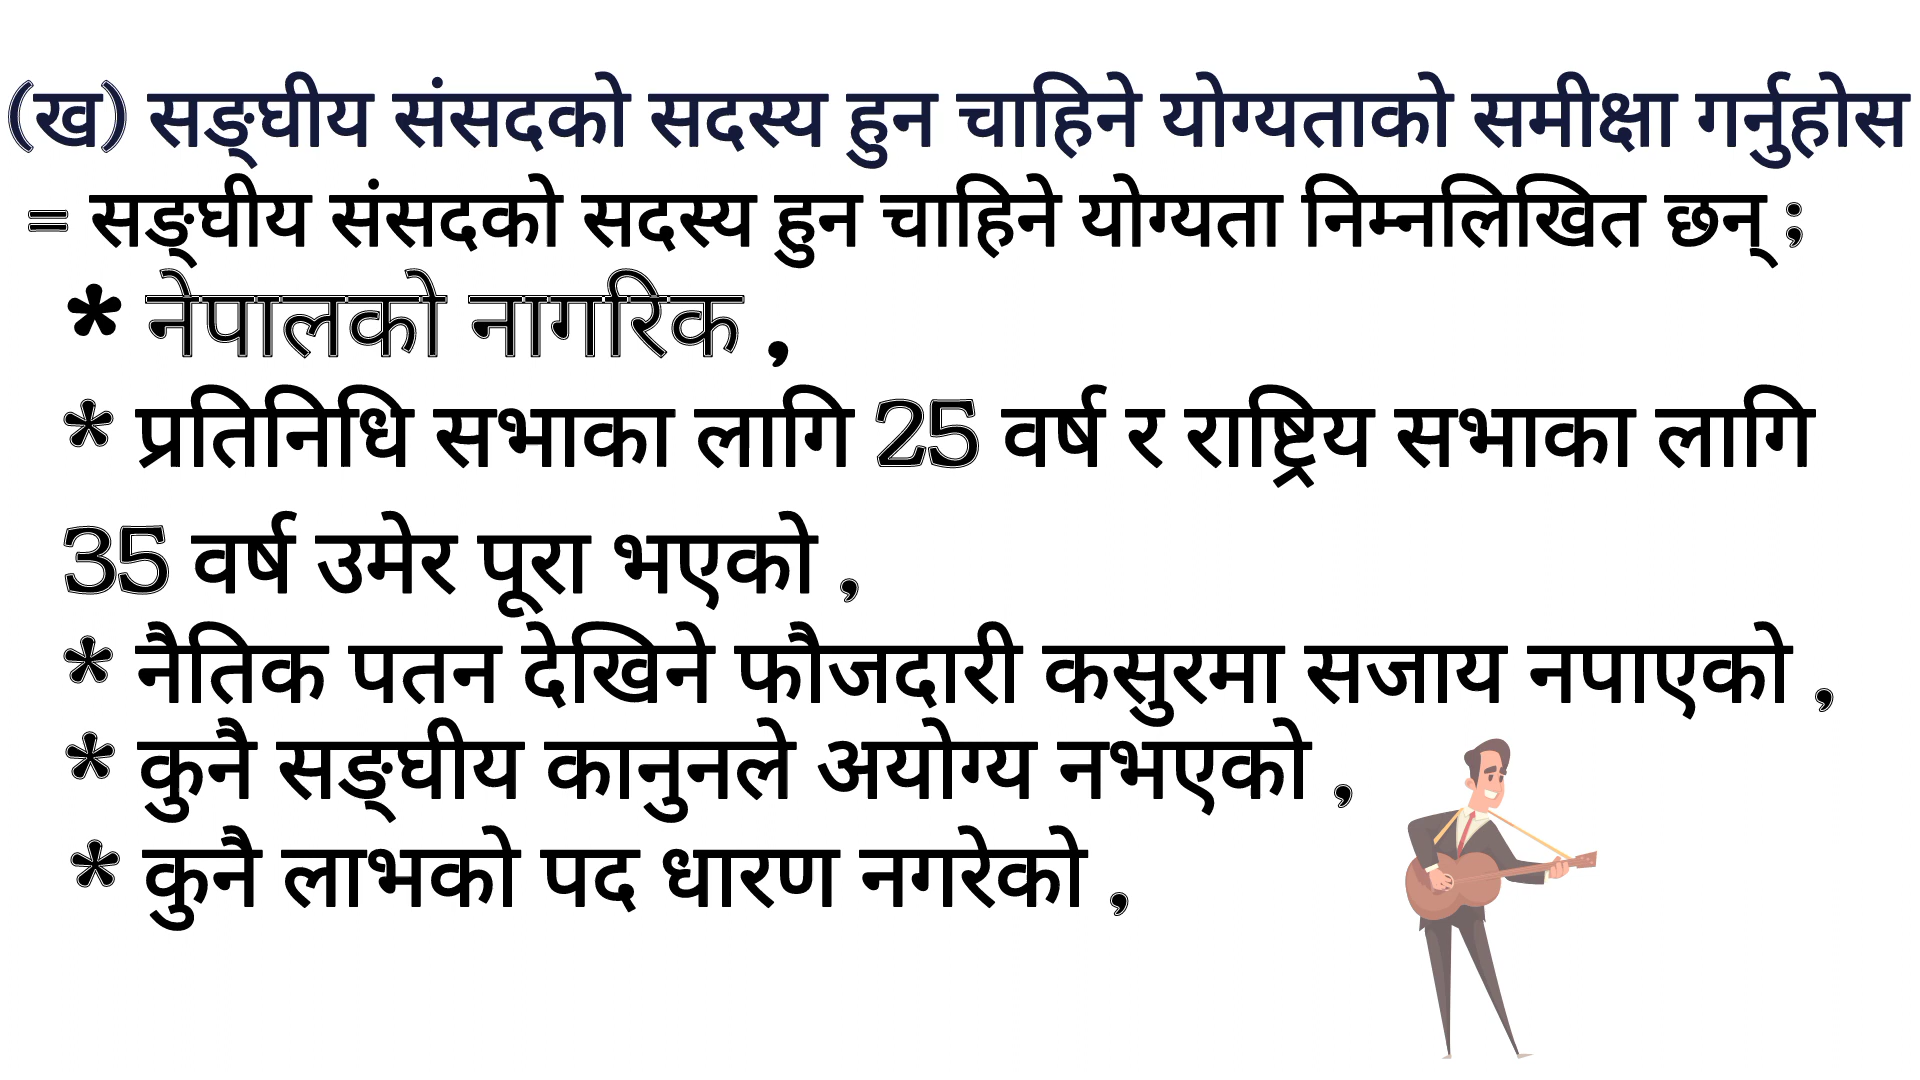 (ख) सङ्घीय संसदको सदस्य हुन चाहिने योग्यताको समीक्षा गर्नुहोस
= सङ्घीय संसदको सदस्य हुन चाहिने योग्यता निम्नलिखित छन् ;
* नेपालको नागरिक ,
* प्रतिनिधि सभाका लागि 25 वर्ष र राष्ट्रिय सभाका लागि
35 वर्ष उमेर पूरा भएको ,
* नैतिक पतन देखिने फौजदारी कसुरमा सजाय नपाएको ,
* कुनै सङ्घीय कानुनले अयोग्य नभएको ,
* कुनै लाभको पद धारण नगरेको ,